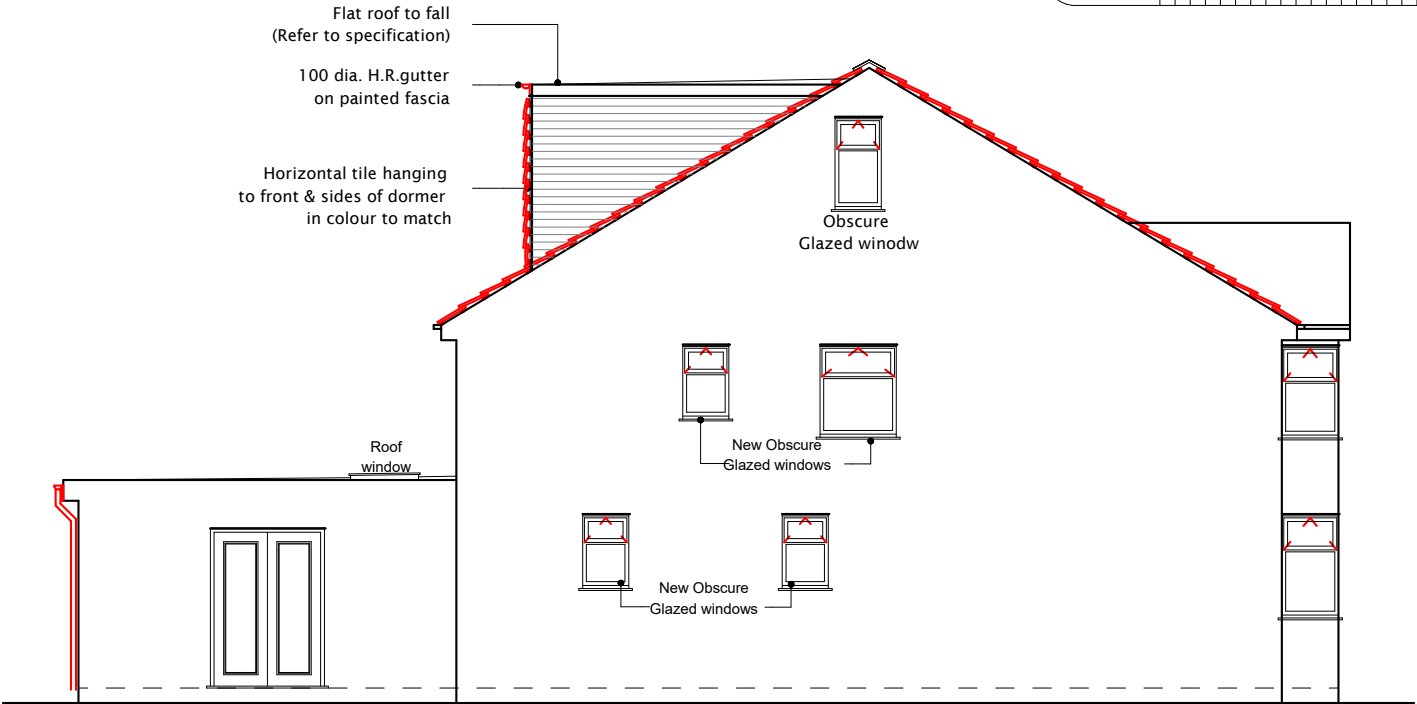 Flat roof to fall
(Refer to specification)
100 dia. H.R.gutter
on painted fascia
Horizontal tile hanging
to front & sides of dormer
in colour to match
Obscure
Glazed winodw
Roof
window
New Obscure
Glazed windows
New Obscure
Glazed windows